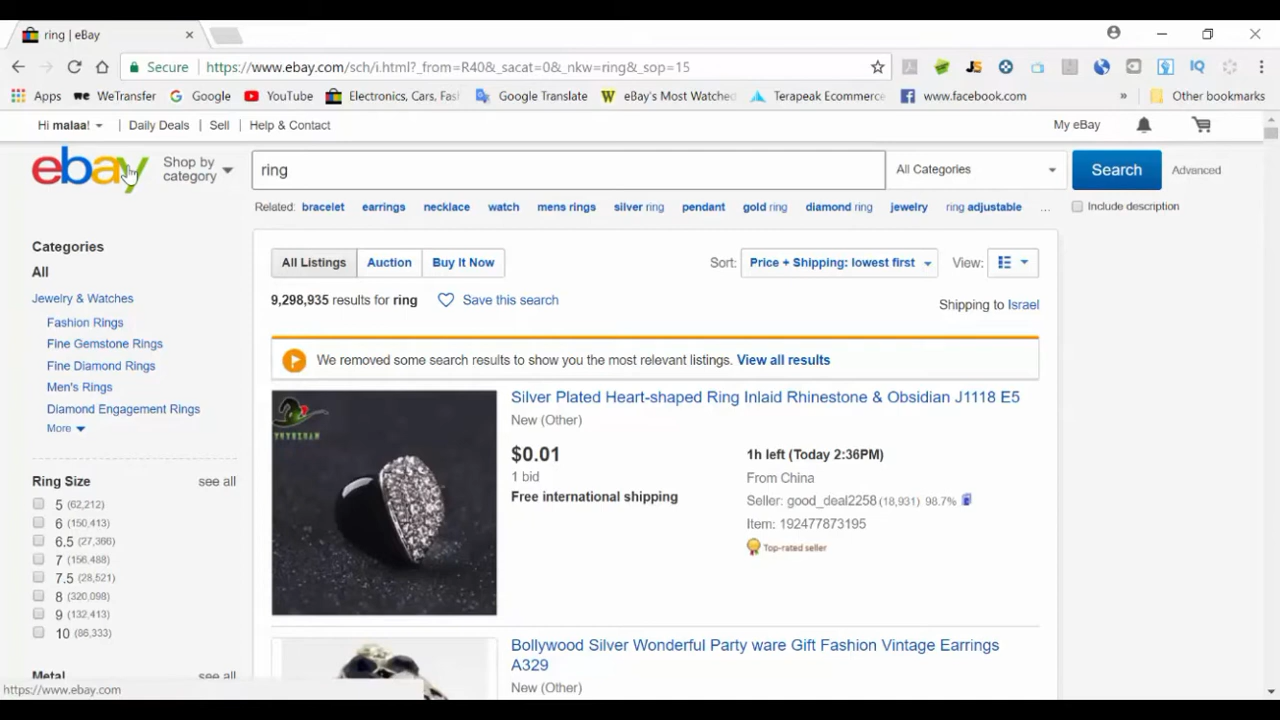 ring | eBay
Secure https://www.ebay.com/sch/i.html?_from=R40&_sacat=0&_nkw=ring&_sop=15
Apps WeTransfer Google YouTube Electronics, Cars, Fas Google Translate eBay's Most Watched Terapeak Ecommerce www.facebook.com » Other bookmarks
Hi malaa! Daily Deals Sell Help & Contact My eBay
ebay Shop by category ring All Categories Search Advanced
Related: bracelet earrings necklace watch mens rings silver ring pendant gold ring diamond ring jewelry ring adjustable ... Include description
Categories
All
Jewelry & Watches
Fashion Rings
Fine Gemstone Rings
Fine Diamond Rings
Men's Rings
Diamond Engagement Rings
More
Ring Size see all
5 (62,212)
6 (150,413)
6.5 (27,366)
7 (156,488)
7.5 (28,521)
8 (320,098)
9 (132,413)
10 (86,333)
Metal see all
All Listings Auction Buy It Now Sort: Price + Shipping: lowest first View:
9,298,935 results for ring Save this search
Shipping to Israel
We removed some search results to show you the most relevant listings. View all results
Silver Plated Heart-shaped Ring Inlaid Rhinestone & Obsidian J1118 E5
New (Other)
$0.01
1 bid
Free international shipping
1h left (Today 2:36PM)
From China
Seller: good_deal2258 (18,931) 98.7%
Item: 192477873195
Top-rated seller
Bollywood Silver Wonderful Party ware Gift Fashion Vintage Earrings
A329
New (Other)
https://www.ebay.com